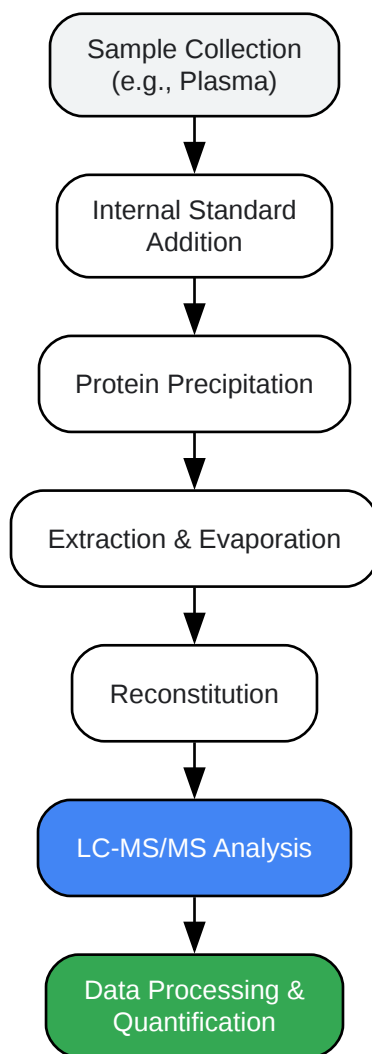 Sample Collection
(e.g., Plasma)
Internal Standard
Addition
Protein Precipitation
Extraction & Evaporation
Reconstitution
LC-MS/MS Analysis
Data Processing &
Quantification